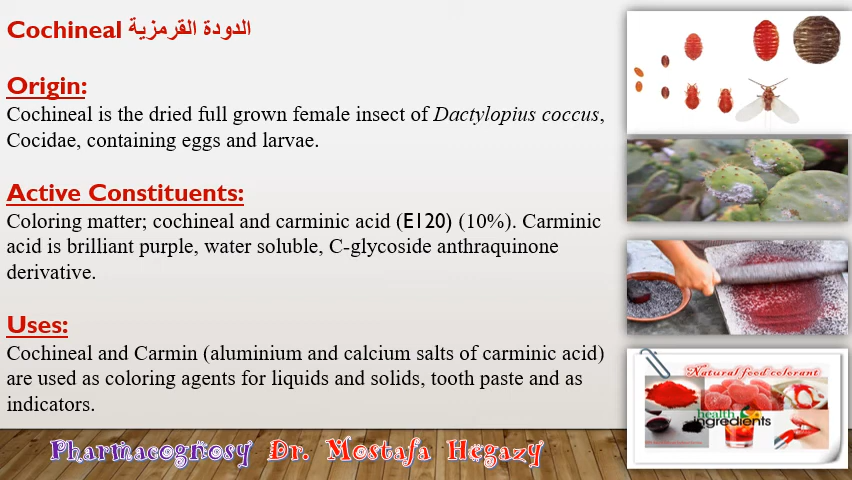 Cochineal الدودة القرمزية
Origin:
Cochineal is the dried full grown female insect of Dactylopius coccus,
Cocidae, containing eggs and larvae.
Active Constituents:
Coloring matter; cochineal and carminic acid (E120) (10%). Carminic
acid is brilliant purple, water soluble, C-glycoside anthraquinone
derivative.
Uses:
Cochineal and Carmin (aluminium and calcium salts of carminic acid)
are used as coloring agents for liquids and solids, tooth paste and as
indicators.
Natural food colorant
health
ingredients
Pharmacognosy Dr. Mostafa Hegazy